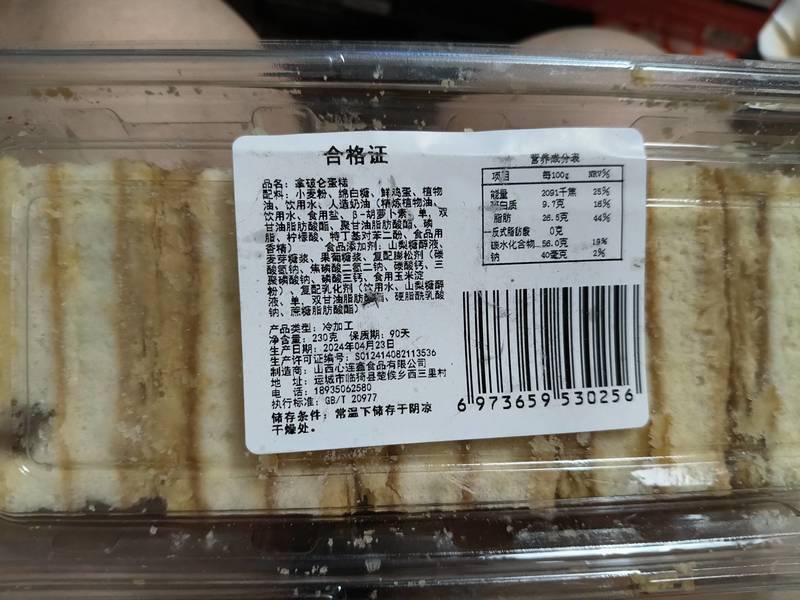 合格证
品名：拿破仑蛋糕
配料：小麦粉、绵白糖、鲜鸡蛋、植物
油、饮用水、人造奶油（精炼植物油、
饮用水、食用盐、β-胡萝卜素、单，双
甘油脂肪酸酯、聚甘油脂肪酸酯、磷
脂、柠檬酸、特丁基对苯二酚、食品用
香精） 食品添加剂：山梨糖醇液、
麦芽糖浆、果葡糖浆、复配膨松剂（碳
酸氢钠、焦磷酸二氢二钠、碳酸钙、三
聚磷酸钠、磷酸三钙、食用玉米淀
粉）、复配乳化剂（饮用水、山梨糖醇
液、单，双甘油脂肪酸酯、硬脂酰乳酸
钠、蔗糖脂肪酸酯）
产品类型：冷加工
净含量：230克 保质期：90天
生产日期：2024年04月23日
生产许可证编号：SC12414082113536
制造商：山西心连鑫食品有限公司
地 址：运城市临猗县楚侯乡西三里村
电 话：18935062580
执行标准：GB/T 20977
储存条件：常温下储存于阴凉
干燥处。
营养成分表
项目 每100g NRV%
能量 2091千焦 25%
蛋白质 9.7克 16%
脂肪 26.5克 44%
—反式脂肪酸 0克
碳水化合物 56.0克 19%
钠 40毫克 2%
6 973659 530256